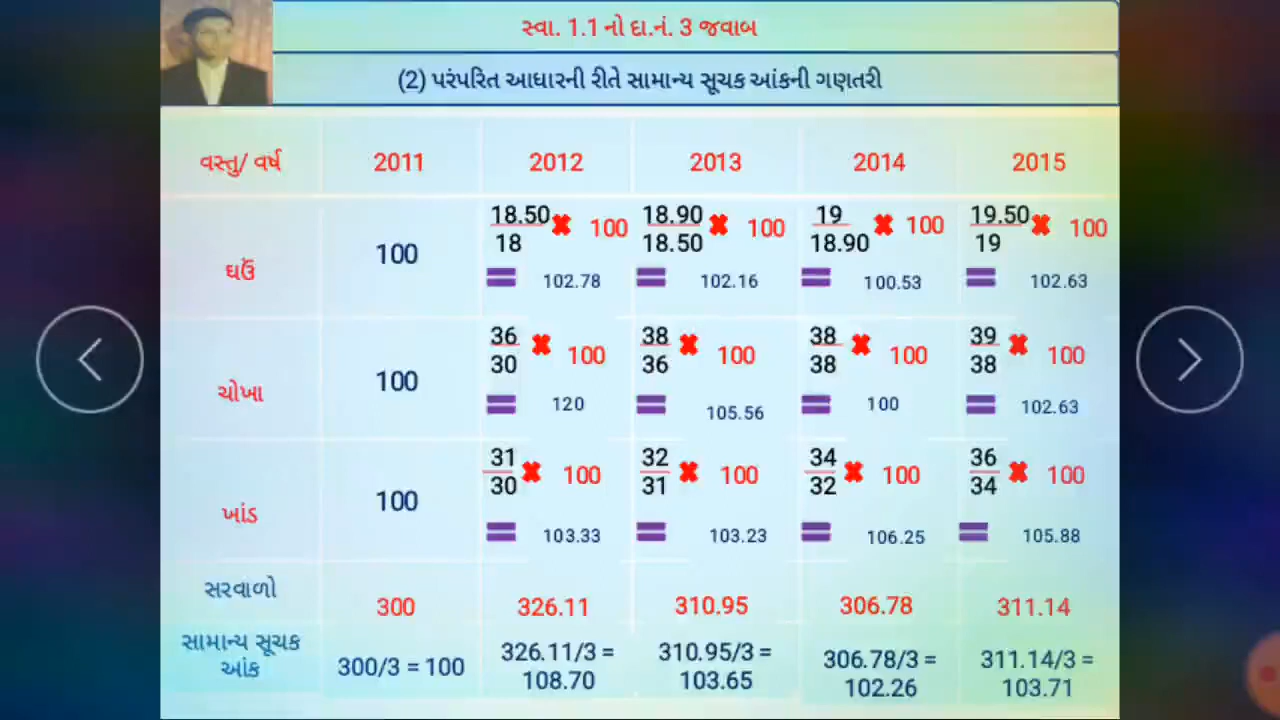 સ્વા. 1.1 નો દા.નં. 3 જવાબ
(2) પરંપરિત આધારની રીતે સામાન્ય સૂચક આંકની ગણતરી
વસ્તુ/ વર્ષ 2011 2012 2013 2014 2015
18.50 18.90 19 19.50
ઘઉં 100 ✖ 100 ✖ 100 ✖ 100 ✖ 100
18 18.50 18.90 19
= 102.78 = 102.16 = 100.53 = 102.63
36 38 38 39
ચોખા 100 ✖ 100 ✖ 100 ✖ 100 ✖ 100
30 36 38 38
= 120 = 105.56 = 100 = 102.63
31 32 34 36
ખાંડ 100 ✖ 100 ✖ 100 ✖ 100 ✖ 100
30 31 32 34
= 103.33 = 103.23 = 106.25 = 105.88
સરવાળો 300 326.11 310.95 306.78 311.14
સામાન્ય સૂચક 326.11/3 = 310.95/3 = 306.78/3 = 311.14/3 =
આંક 300/3 = 100 108.70 103.65 102.26 103.71